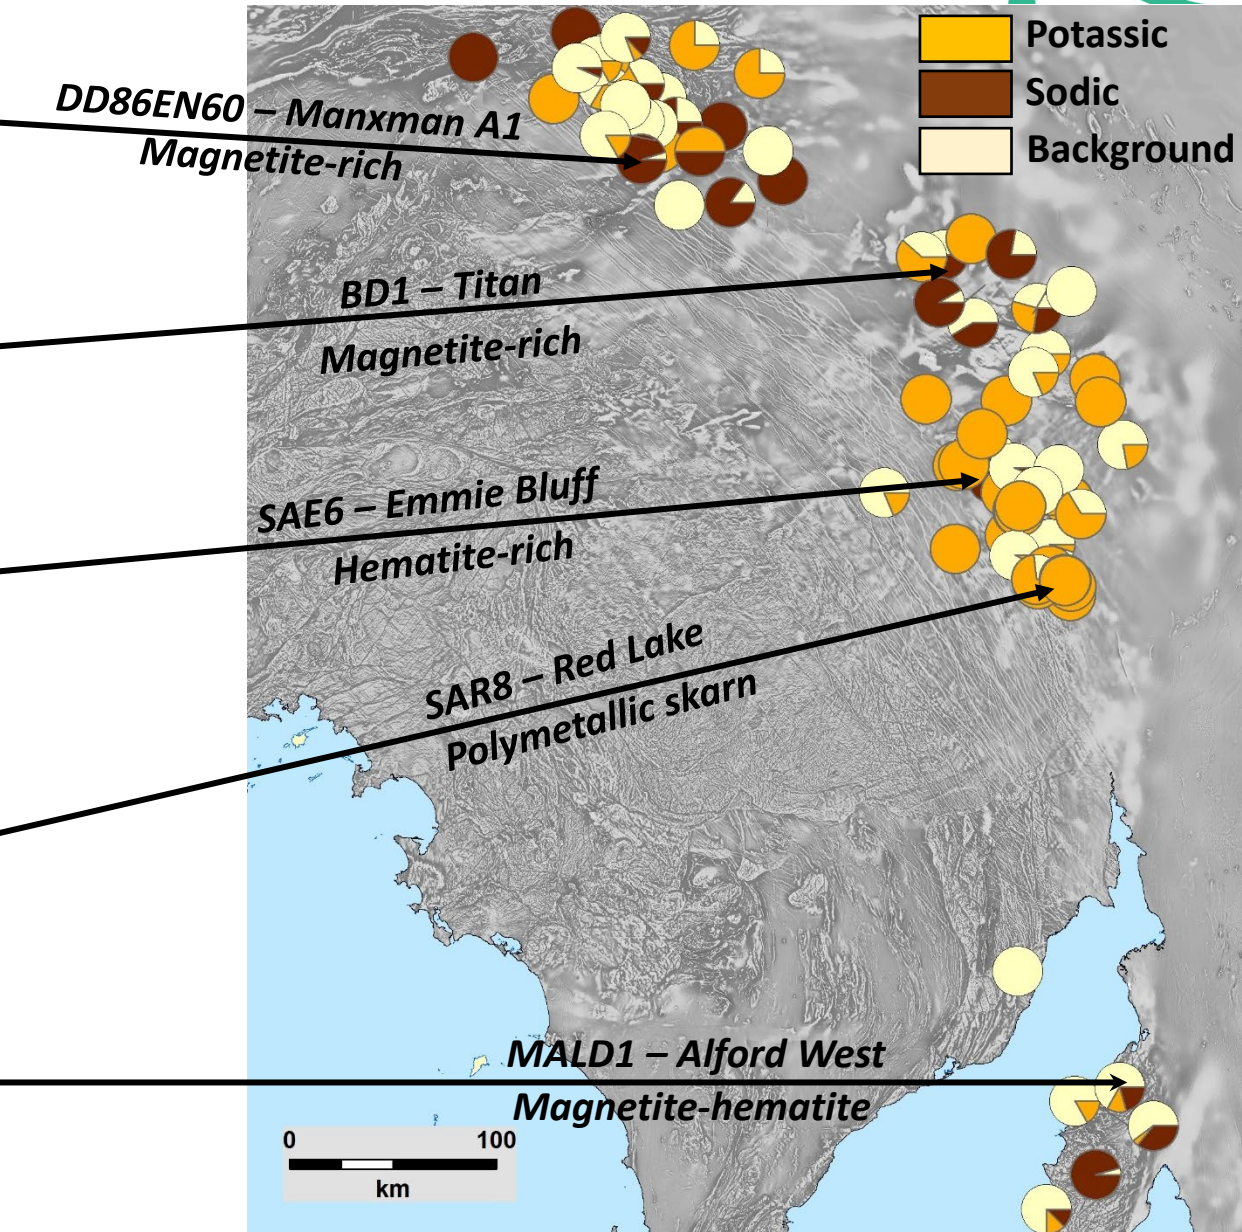 Potassic
Sodic
Background
DD86EN60 – Manxman A1
Magnetite-rich
BD1 – Titan
Magnetite-rich
SAE6 – Emmie Bluff
Hematite-rich
SAR8 – Red Lake
Polymetallic skarn
MALD1 – Alford West
Magnetite-hematite
0 100
km